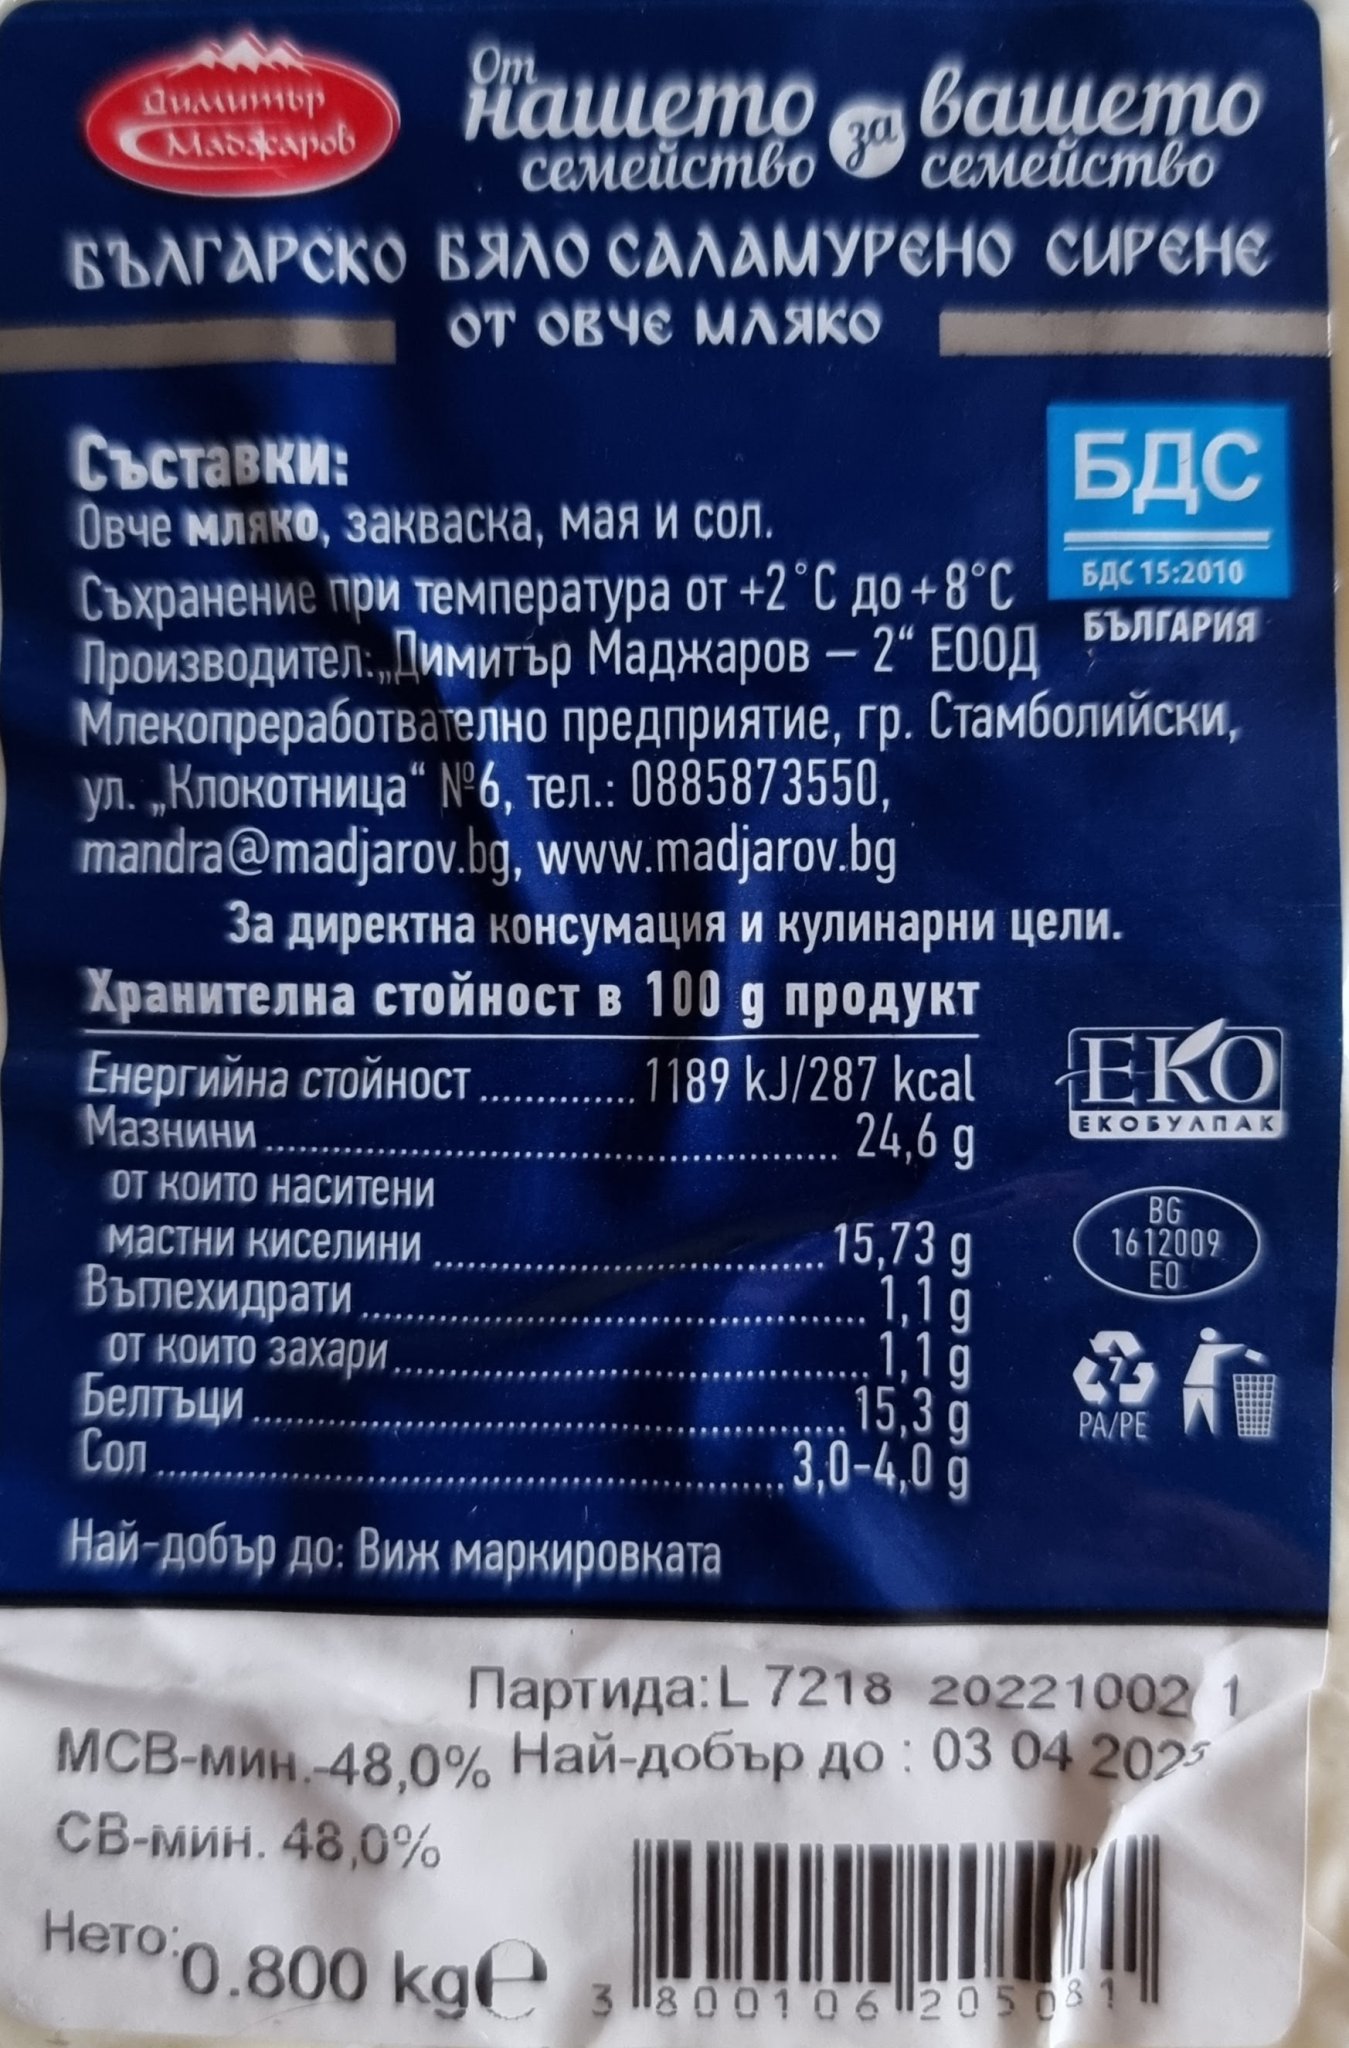 Димитър
Маджаров
От нашето семейство за вашето семейство
БЪЛГАРСКО БЯЛО САЛАМУРЕНО СИРЕНЕ
ОТ ОВЧЕ МЛЯКО
Съставки:
Овче мляко, закваска, мая и сол.
Съхранение при температура от +2°C до +8°C
Производител: „Димитър Маджаров – 2“ ЕООД
Млекопреработвателно предприятие, гр. Стамболийски,
ул. „Клокотница“ №6, тел.: 0885873550,
mandra@madjarov.bg, www.madjarov.bg
БДС
БДС 15:2010
БЪЛГАРИЯ
За директна консумация и кулинарни цели.
Хранителна стойност в 100 g продукт
Енергийна стойност .............. 1189 kJ/287 kcal
Мазнини .............. 24,6 g
от които наситени
мастни киселини .............. 15,73 g
Въглехидрати .............. 1,1 g
от които захари .............. 1,1 g
Белтъци .............. 15,3 g
Сол .............. 3,0-4,0 g
Най-добър до: Виж маркировката
ЕКО
ЕКОБУЛПАК
BG
1612009
EO
7
PA/PE
Партида: L 7218 20221002 1
МСВ-мин.-48,0% Най-добър до : 03 04
СВ-мин. 48,0%
Нето: 0.800 kg e
3 800106 205081